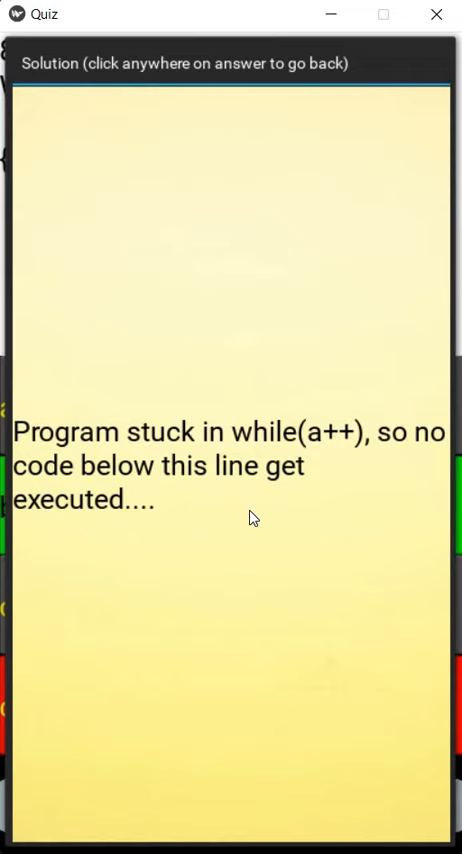 Quiz
Solution (click anywhere on answer to go back)
Program stuck in while(a++), so no
code below this line get
executed....